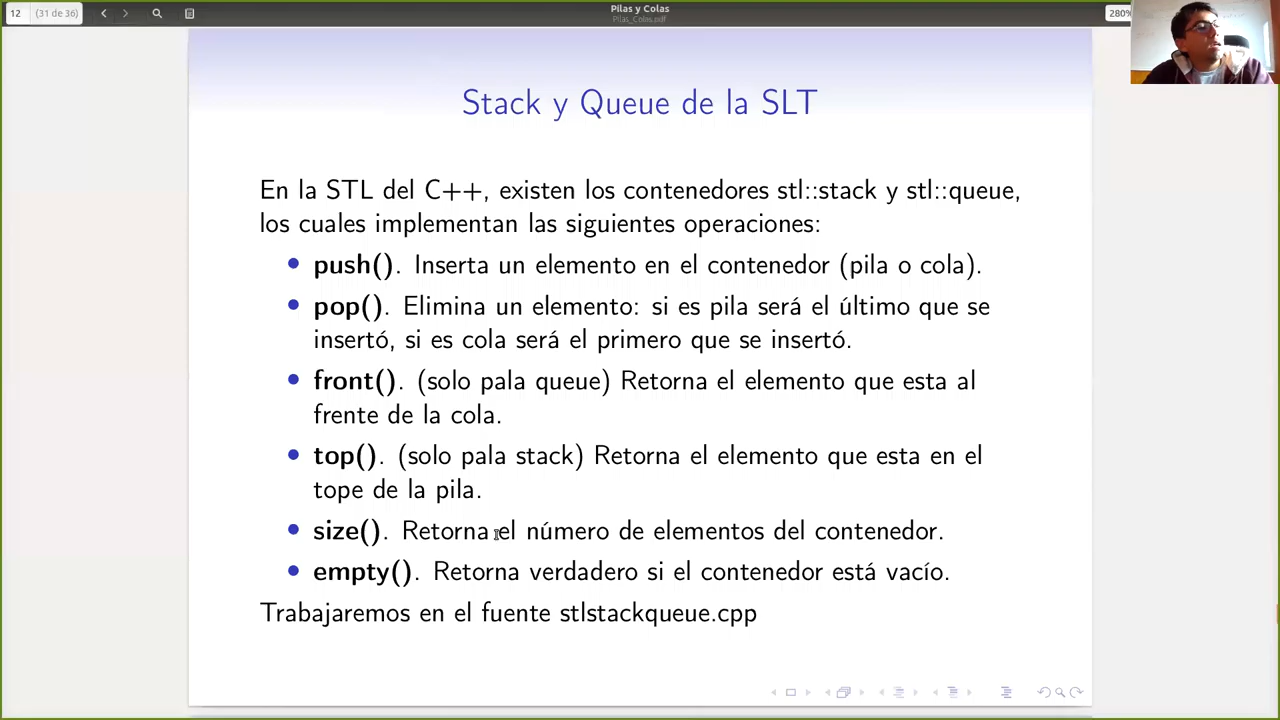 12 (31 de 36)
Pilas y Colas
Pilas_Colas.pdf
280%
Stack y Queue de la SLT
En la STL del C++, existen los contenedores stl::stack y stl::queue,
los cuales implementan las siguientes operaciones:
• push(). Inserta un elemento en el contenedor (pila o cola).
• pop(). Elimina un elemento: si es pila será el último que se
insertó, si es cola será el primero que se insertó.
• front(). (solo pala queue) Retorna el elemento que esta al
frente de la cola.
• top(). (solo pala stack) Retorna el elemento que esta en el
tope de la pila.
• size(). Retorna el número de elementos del contenedor.
• empty(). Retorna verdadero si el contenedor está vacío.
Trabajaremos en el fuente stlstackqueue.cpp